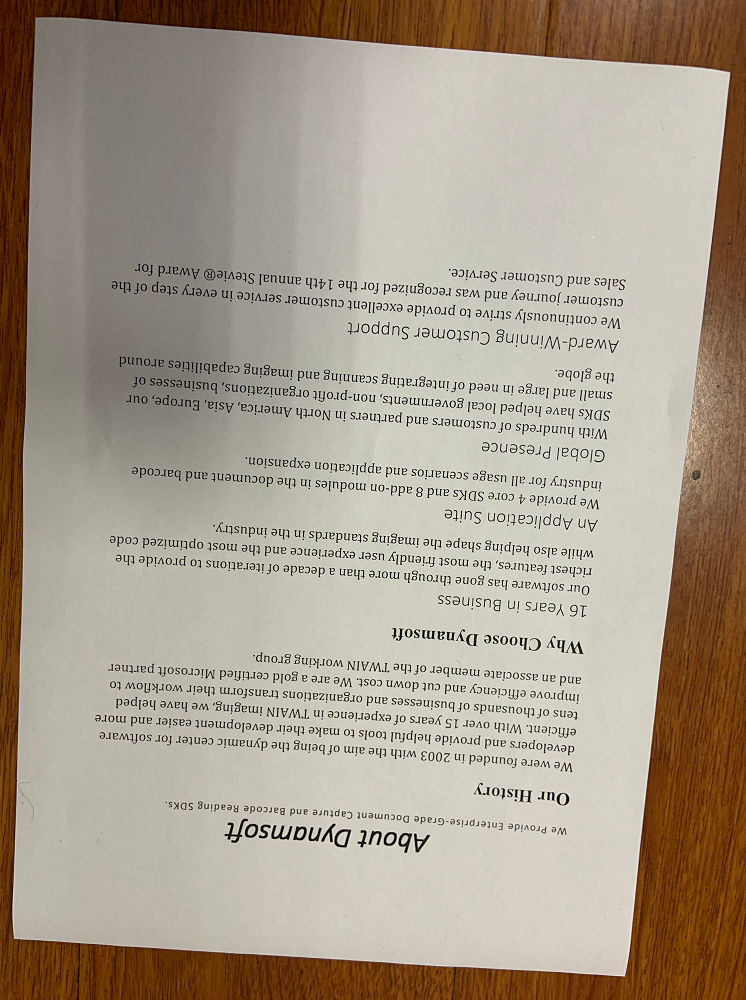 About Dynamsoft
We Provide Enterprise-Grade Document Capture and Barcode Reading SDKs.
Our History
We were founded in 2003 with the aim of being the dynamic center for software
developers and provide helpful tools to make their development easier and more
efficient. With over 15 years of experience in TWAIN imaging, we have helped
tens of thousands of businesses and organizations transform their workflow to
improve efficiency and cut down cost. We are a gold certified Microsoft partner
and an associate member of the TWAIN working group.
Why Choose Dynamsoft
16 Years in Business
Our software has gone through more than a decade of iterations to provide the
richest features, the most friendly user experience and the most optimized code
while also helping shape the imaging standards in the industry.
An Application Suite
We provide 4 core SDKs and 8 add-on modules in the document and barcode
industry for all usage scenarios and application expansion.
Global Presence
With hundreds of customers and partners in North America, Asia, Europe, our
SDKs have helped local governments, non-profit organizations, businesses of
small and large in need of integrating scanning and imaging capabilities around
the globe.
Award-Winning Customer Support
We continuously strive to provide excellent customer service in every step of the
customer journey and was recognized for the 14th annual Stevie® Award for
Sales and Customer Service.